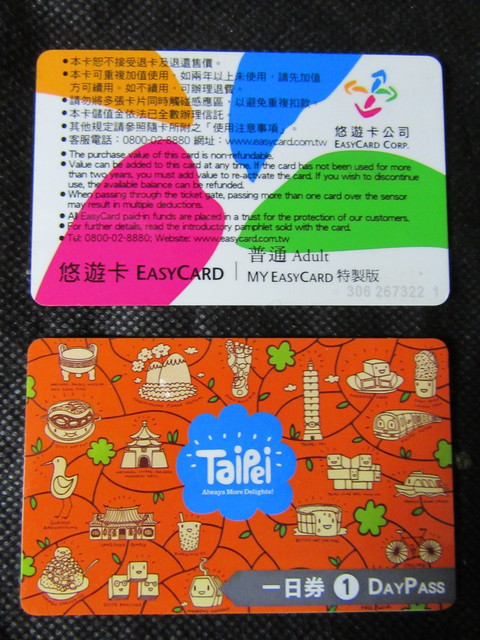 ●本卡恕不接受退卡及退還售價。
●本卡可重複加值使用，如兩年以上未使用，請先加值
方可續用。如不續用，可辦理退費。
●請勿將多張卡片同時觸碰感應區，以避免重複扣款。
●本卡儲值金依法已全數辦理信託。
●其他規定請參照隨卡所附之「使用注意事項」。
客服電話：0800-02-8880 網址：www.easycard.com.tw
悠遊卡公司
EASYCARD CORP.
●The purchase value of this card is non-refundable.
●Value can be added to this card at any time. If the card has not been used for more
than two years, you must add value to re-activate the card. If you wish to discontinue
use, the available balance can be refunded.
●When passing through the ticket gate, passing more than one card over the sensor
may result in multiple deductions.
●All EasyCard paid-in funds are placed in a trust for the protection of our customers.
●For further details, read the introductory pamphlet sold with the card.
●Tel: 0800-02-8880; Website: www.easycard.com.tw
悠遊卡 EASYCARD
普通 Adult
MY EASYCARD 特製版
306 267322 1
TAIPEI
Always More Delights!
一日券 1 DAYPASS